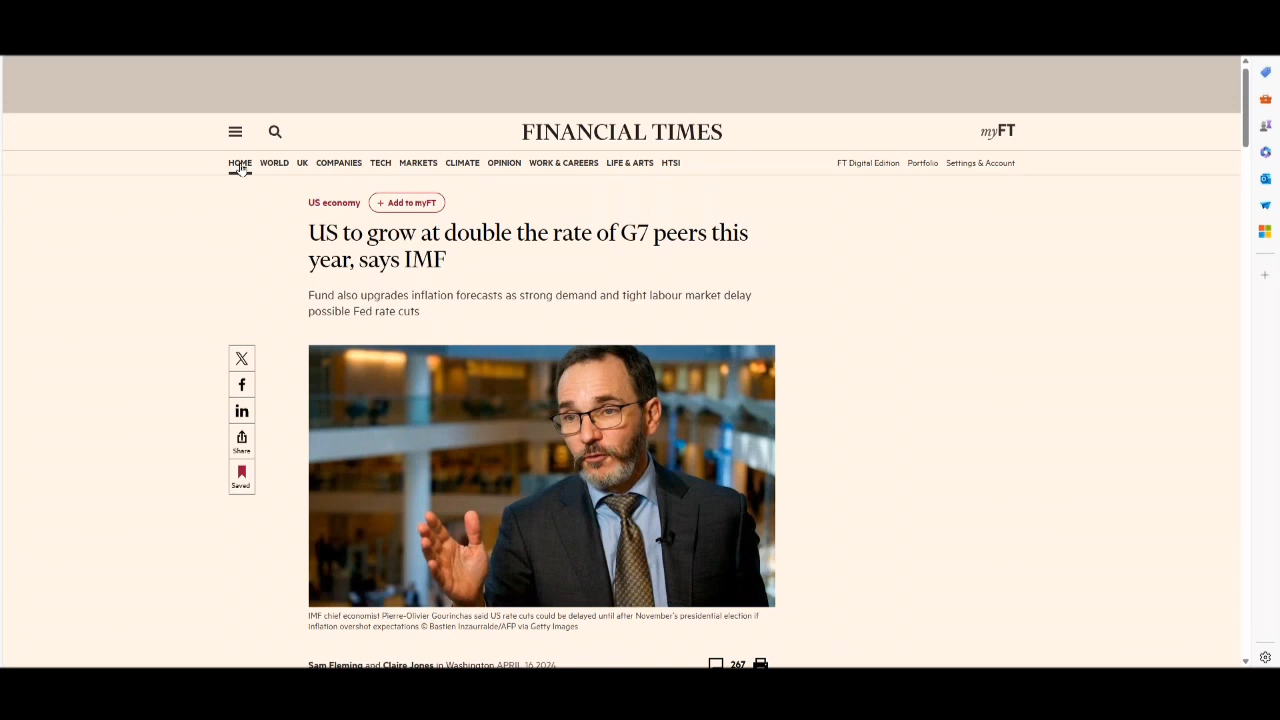 FINANCIAL TIMES
myFT
HOME WORLD UK COMPANIES TECH MARKETS CLIMATE OPINION WORK & CAREERS LIFE & ARTS HTSI
FT Digital Edition Portfolio Settings & Account
US economy + Add to myFT
US to grow at double the rate of G7 peers this
year, says IMF
Fund also upgrades inflation forecasts as strong demand and tight labour market delay
possible Fed rate cuts
Share
Saved
IMF chief economist Pierre-Olivier Gourinchas said US rate cuts could be delayed until after November's presidential election if
inflation overshot expectations © Bastien Inzaurralde/AFP via Getty Images
Sam Fleming and Claire Jones in Washington APRIL 16 2024
267